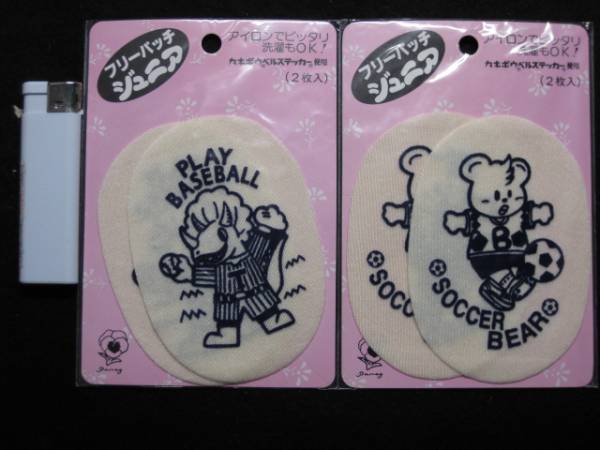 フリーパッチ
ジュニア
アイロンでピッタリ
洗濯もOK!
(2枚入)
PLAY
BASEBALL
Pansy
フリーパッチ
ジュニア
アイロンでピッタリ
洗濯もOK!
(2枚入)
B
SOCCER
BEAR
SOCC
Pansy